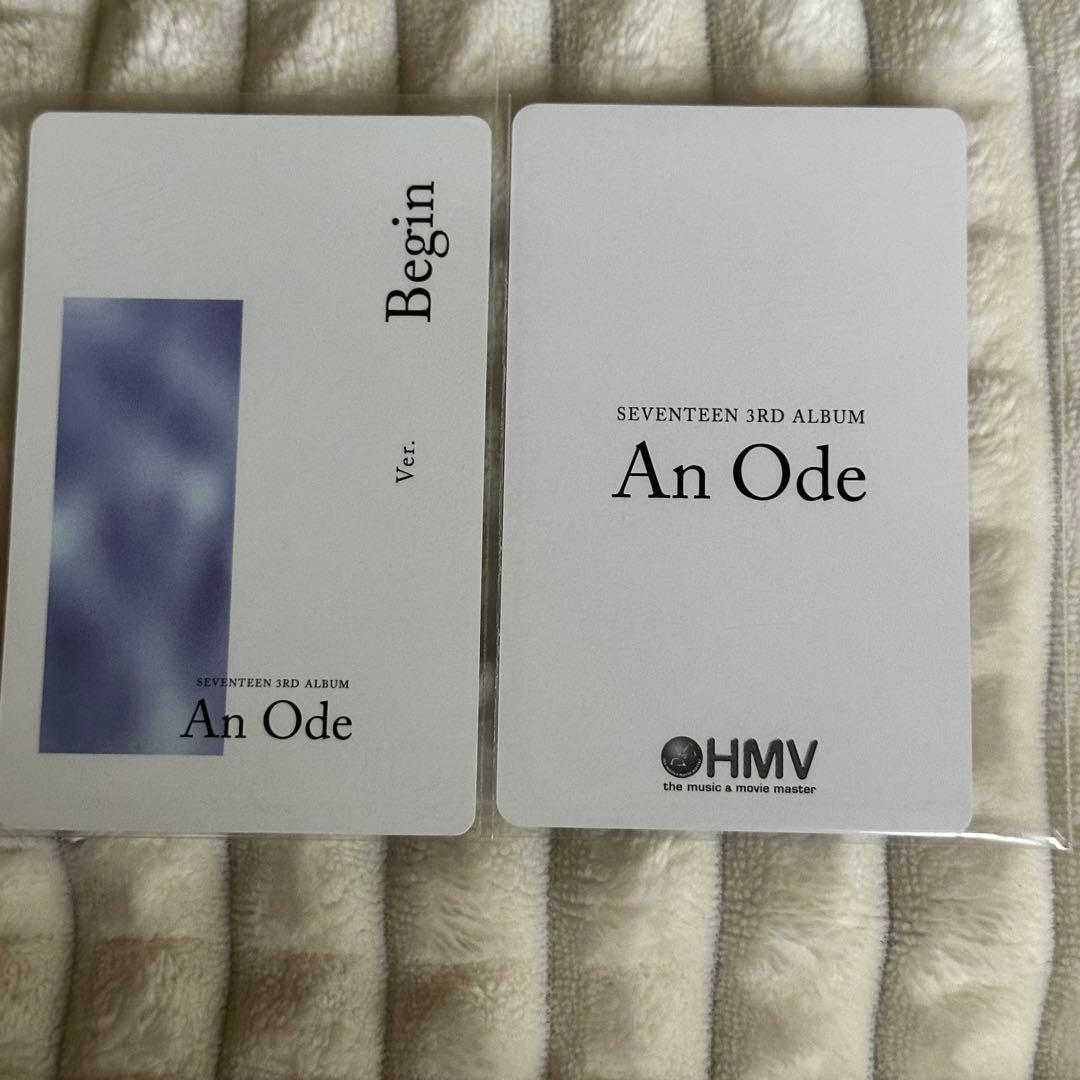 Begin
Ver.
SEVENTEEN 3RD ALBUM
An Ode
SEVENTEEN 3RD ALBUM
An Ode
HMV
the music & movie master